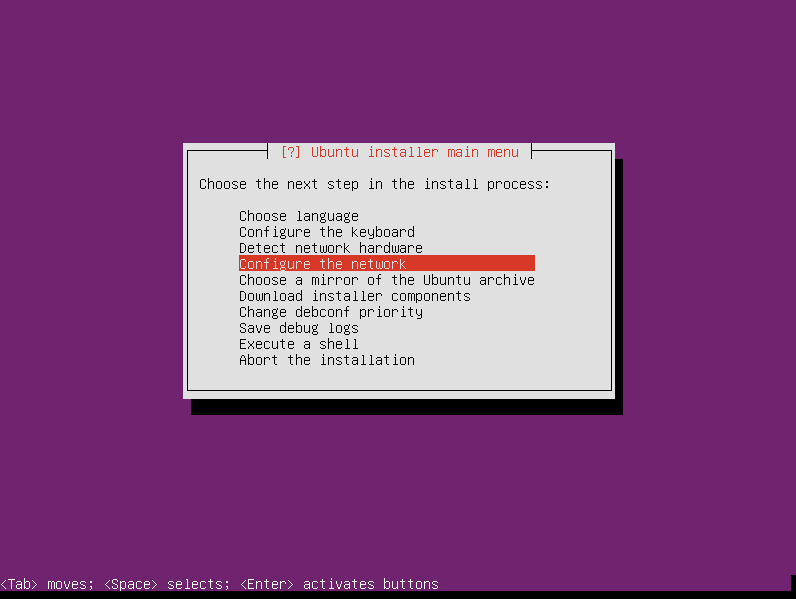 [?] Ubuntu installer main menu
Choose the next step in the install process:
Choose language
Configure the keyboard
Detect network hardware
Configure the network
Choose a mirror of the Ubuntu archive
Download installer components
Change debconf priority
Save debug logs
Execute a shell
Abort the installation
<Tab> moves; <Space> selects; <Enter> activates buttons